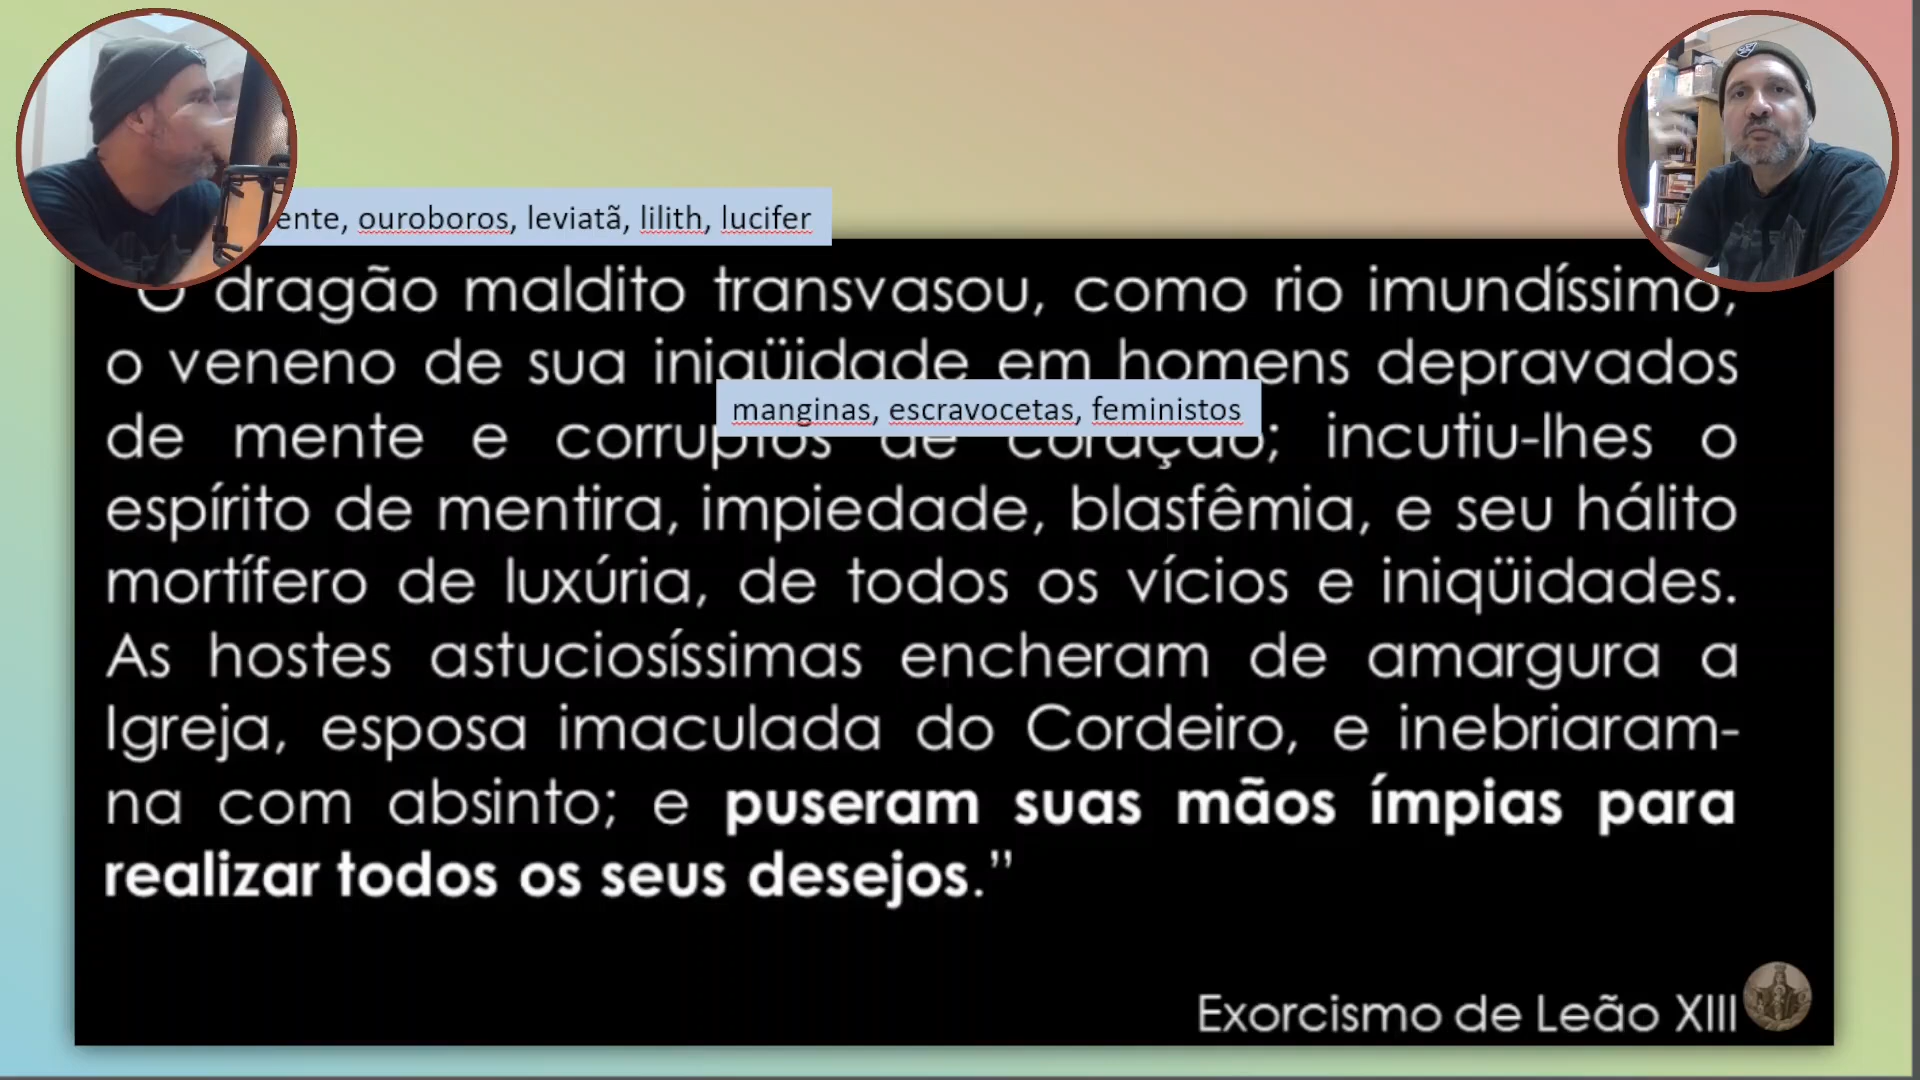 ouroboros, leviatã, lilith, lucifer
O dragão maldito transvasou, como rio imundíssimo,
o veneno de sua iniqüidade em homens depravados
manginas, escravocetas, feministos
de mente e corruptos de coração; incutiu-lhes o
espírito de mentira, impiedade, blasfêmia, e seu hálito
mortífero de luxúria, de todos os vícios e iniqüidades.
As hostes astuciosíssimas encheram de amargura a
Igreja, esposa imaculada do Cordeiro, e inebriaram-
na com absinto; e puseram suas mãos ímpias para
realizar todos os seus desejos.”
Exorcismo de Leão XIII